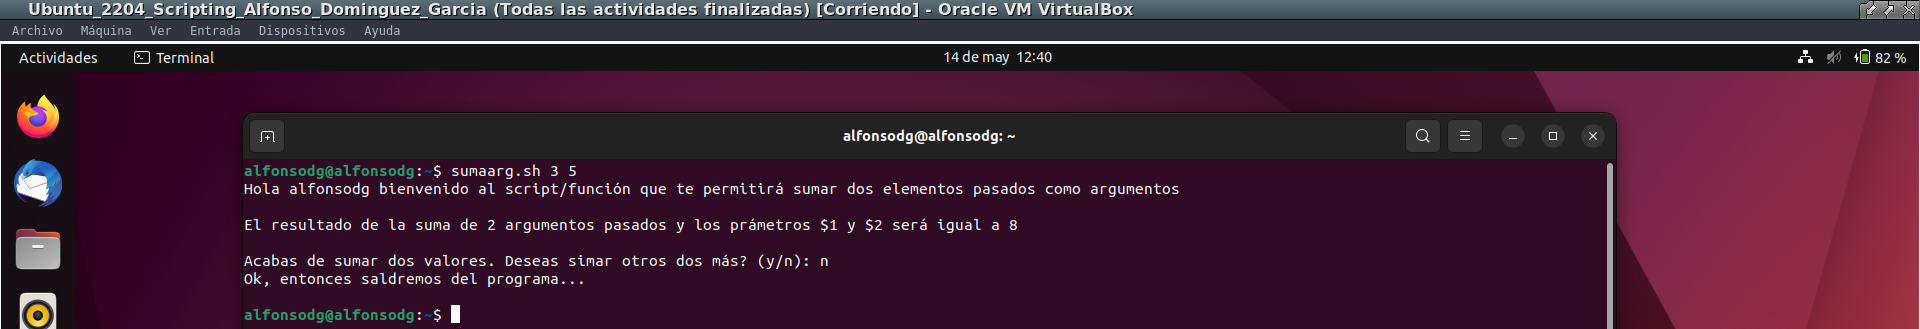 Ubuntu_2204_Scripting_Alfonso_Dominguez_Garcia (Todas las actividades finalizadas) [Corriendo] - Oracle VM VirtualBox
Archivo Máquina Ver Entrada Dispositivos Ayuda
Actividades Terminal 14 de may 12:40 82 %
alfonsodg@alfonsodg: ~
alfonsodg@alfonsodg:~$ sumaarg.sh 3 5
Hola alfonsodg bienvenido al script/función que te permitirá sumar dos elementos pasados como argumentos
El resultado de la suma de 2 argumentos pasados y los prámetros $1 y $2 será igual a 8
Acabas de sumar dos valores. Deseas simar otros dos más? (y/n): n
Ok, entonces saldremos del programa...
alfonsodg@alfonsodg:~$